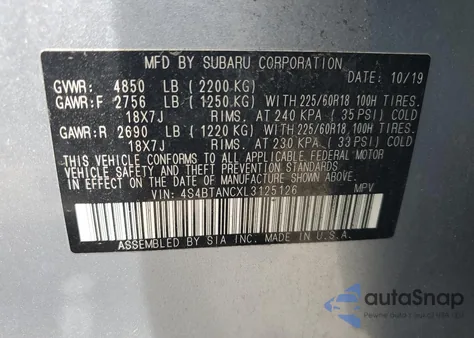 MFD BY SUBARU CORPORATION
DATE: 10/19
GVWR: 4850 LB (2200 KG)
GAWR:F 2756 LB (1250 KG) WITH 225/60R18 100H TIRES.
18X7J RIMS. AT 240 KPA (35 PSI) COLD
GAWR:R 2690 LB (1220 KG) WITH 225/60R18 100H TIRES.
18X7J RIMS. AT 230 KPA (33 PSI) COLD
THIS VEHICLE CONFORMS TO ALL APPLICABLE FEDERAL MOTOR
VEHICLE SAFETY AND THEFT PREVENTION STANDARDS IN EFFECT
ON THE DATE OF MANUFACTURE SHOWN ABOVE.
VIN: 4S4BTANCXL3125126 MPV
ASSEMBLED BY SIA INC. MADE IN U.S.A.
autoSnap